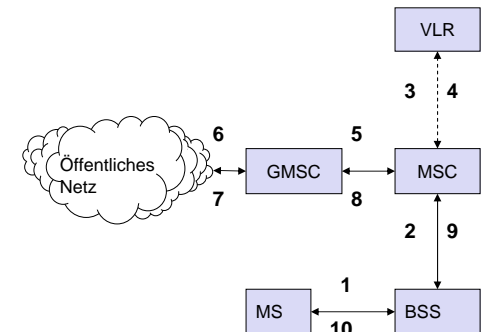 VLR
3 4
6
5
Öffentliches
Netz
GMSC
MSC
7
8
2 9
1
MS
BSS
10